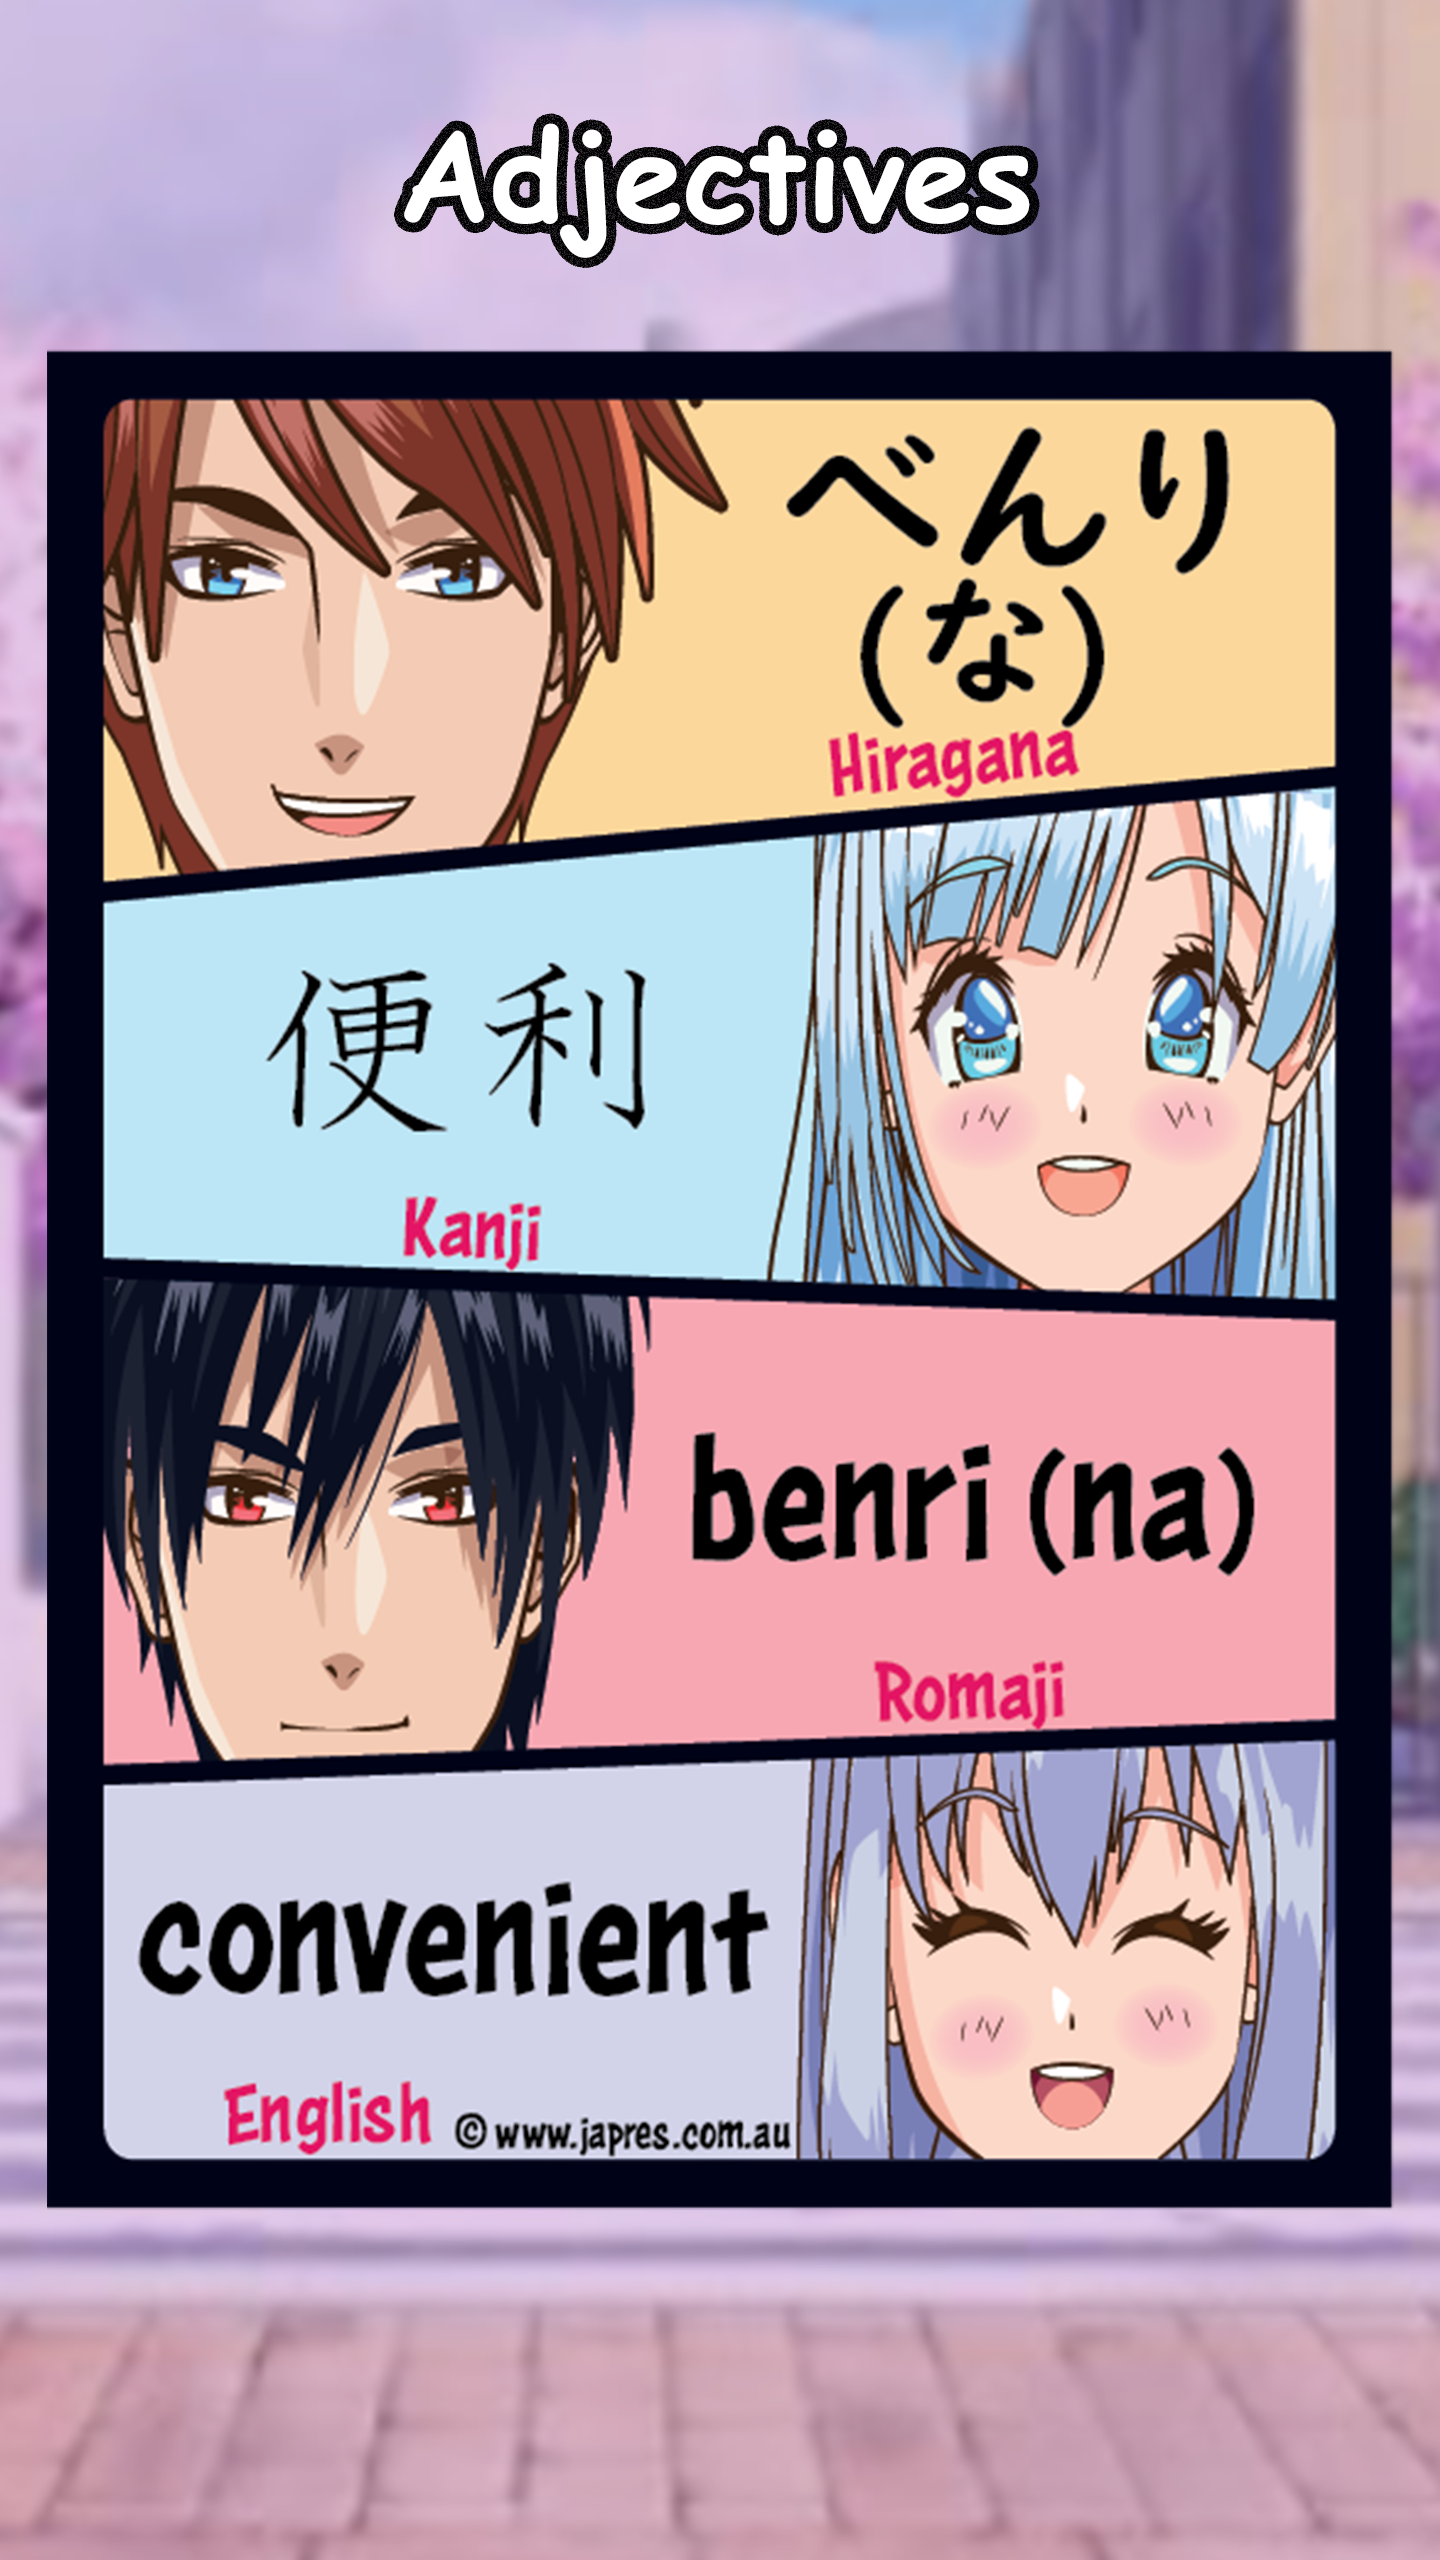 Adjectives
べんり
(な)
Hiragana
便利
Kanji
benri (na)
Romaji
convenient
English
© www.japres.com.au